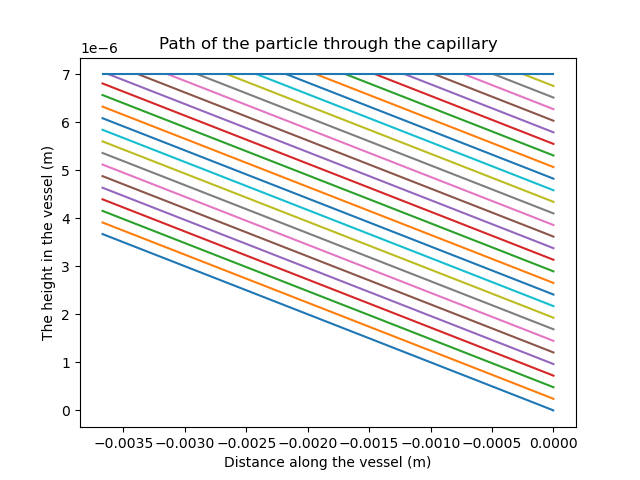 Path of the particle through the capillary
1e−6
7
6
5
4
3
2
1
0
The height in the vessel (m)
−0.0035 −0.0030 −0.0025 −0.0020 −0.0015 −0.0010 −0.0005 0.0000
Distance along the vessel (m)